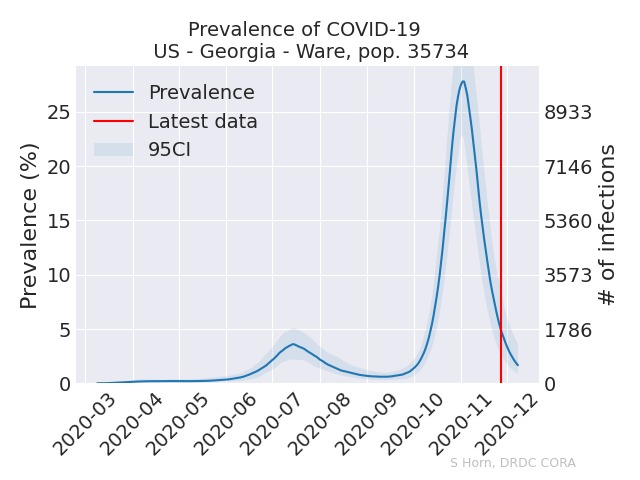 Prevalence of COVID-19
US - Georgia - Ware, pop. 35734
Prevalence
Latest data
95CI
Prevalence (%)
25
20
15
10
5
0
8933
7146
5360
3573
1786
0
# of infections
2020-03
2020-04
2020-05
2020-06
2020-07
2020-08
2020-09
2020-10
2020-11
2020-12
S Horn, DRDC CORA